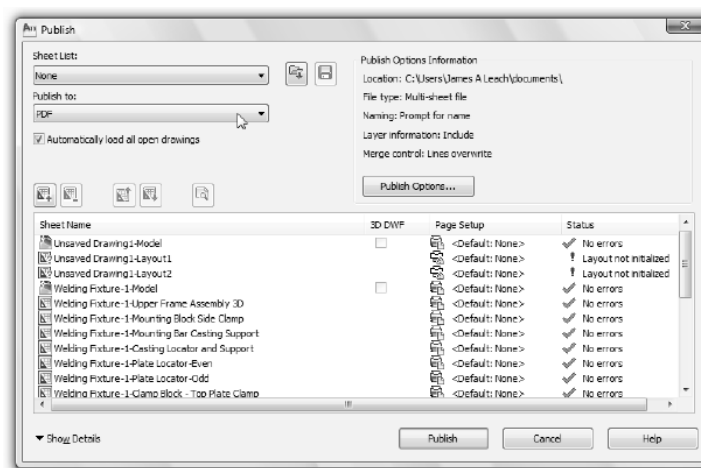 Publish
Sheet List:
None
Publish to:
PDF
Automatically load all open drawings
Publish Options Information
Location: C:\Users\James A Leach\documents\
File type: Multi-sheet file
Naming: Prompt for name
Layer information: Include
Merge control: Lines overwrite
Publish Options...
Sheet Name 3D DWF Page Setup Status
Unsaved Drawing1-Model <Default: None> No errors
Unsaved Drawing1-Layout1 <Default: None> Layout not initialized
Unsaved Drawing1-Layout2 <Default: None> Layout not initialized
Welding Fixture-1-Model <Default: None> No errors
Welding Fixture-1-Upper Frame Assembly 3D <Default: None> No errors
Welding Fixture-1-Mounting Block Side Clamp <Default: None> No errors
Welding Fixture-1-Mounting Bar Casting Support <Default: None> No errors
Welding Fixture-1-Casting Locator and Support <Default: None> No errors
Welding Fixture-1-Plate Locator-Even <Default: None> No errors
Welding Fixture-1-Plate Locator-Odd <Default: None> No errors
Welding Fixture-1-Clamp Block - Top Plate Clamp <Default: None> No errors
Show Details
Publish
Cancel
Help